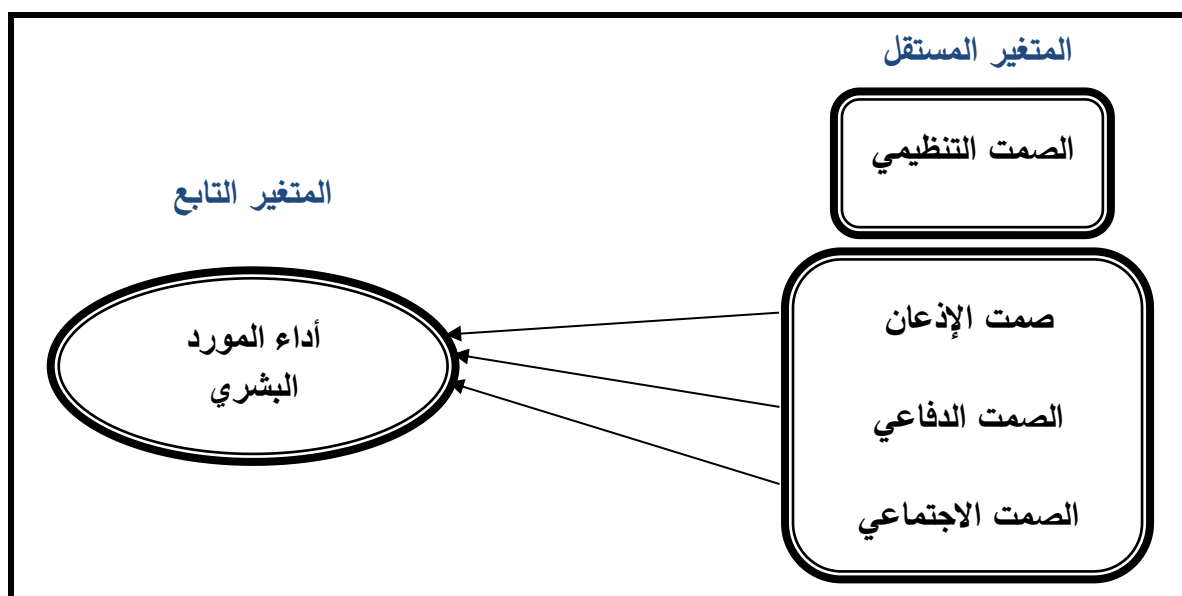 المتغير المستقل
الصمت التنظيمي
صمت الإذعان
الصمت الدفاعي
الصمت الاجتماعي
المتغير التابع
أداء المورد
البشري